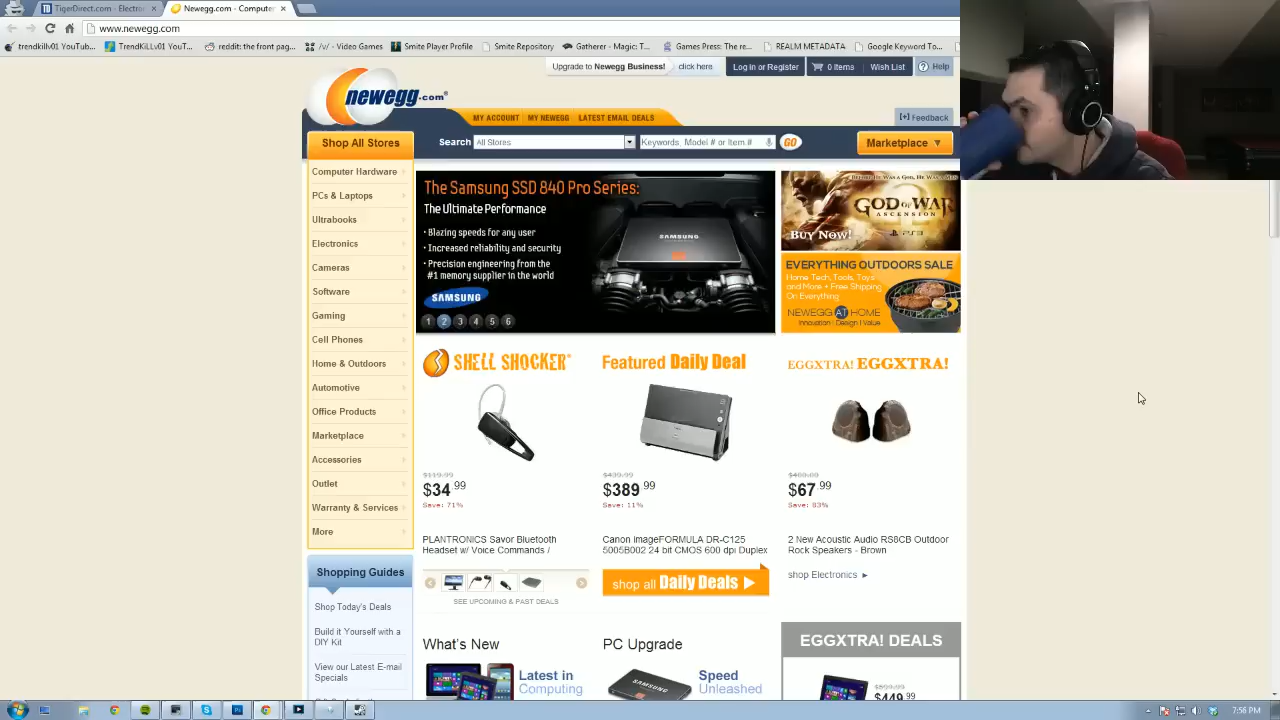 TigerDirect.com - Electron
Newegg.com - Computer
www.newegg.com
trendkillv01 YouTub...
TrendKiLLv01 YouT...
reddit: the front pag...
/v/ - Video Games
Smite Player Profile
Smite Repository
Gatherer - Magic: T...
Games Press: The re...
REALM METADATA
Google Keyword To...
Upgrade to Newegg Business!
click here
Log in or Register
0 Items
Wish List
Help
newegg.com
MY ACCOUNT
MY NEWEGG
LATEST EMAIL DEALS
[+] Feedback
Shop All Stores
Search
All Stores
Keywords, Model # or Item #
GO
Marketplace ▼
Computer Hardware
PCs & Laptops
Ultrabooks
Electronics
Cameras
Software
Gaming
Cell Phones
Home & Outdoors
Automotive
Office Products
Marketplace
Accessories
Outlet
Warranty & Services
More
Shopping Guides
Shop Today's Deals
Build it Yourself with a
DIY Kit
View our Latest E-mail
Specials
The Samsung SSD 840 Pro Series:
The Ultimate Performance
• Blazing speeds for any user
• Increased reliability and security
• Precision engineering from the
#1 memory supplier in the world
SAMSUNG
SAMSUNG
1 2 3 4 5 6
BEFORE HE WAS A GOD, HE WAS A MAN
GOD OF WAR
ASCENSION
BUY NOW!
PS3
EVERYTHING OUTDOORS SALE
Home Tech, Tools, Toys
and More + Free Shipping
On Everything
NEWEGG AT HOME
Innovation · Design | Value
SHELL SHOCKER
$119.99
$34.99
Save: 71%
PLANTRONICS Savor Bluetooth
Headset w/ Voice Commands /
SEE UPCOMING & PAST DEALS
Featured Daily Deal
$439.99
$389.99
Save: 11%
Canon imageFORMULA DR-C125
5005B002 24 bit CMOS 600 dpi Duplex
shop all Daily Deals
EGGXTRA! EGGXTRA!
$67.99
Save: 83%
2 New Acoustic Audio RS8CB Outdoor
Rock Speakers - Brown
shop Electronics ►
What's New
Latest in
Computing
PC Upgrade
SAMSUNG
Speed
Unleashed
EGGXTRA! DEALS
$449.99
7:56 PM